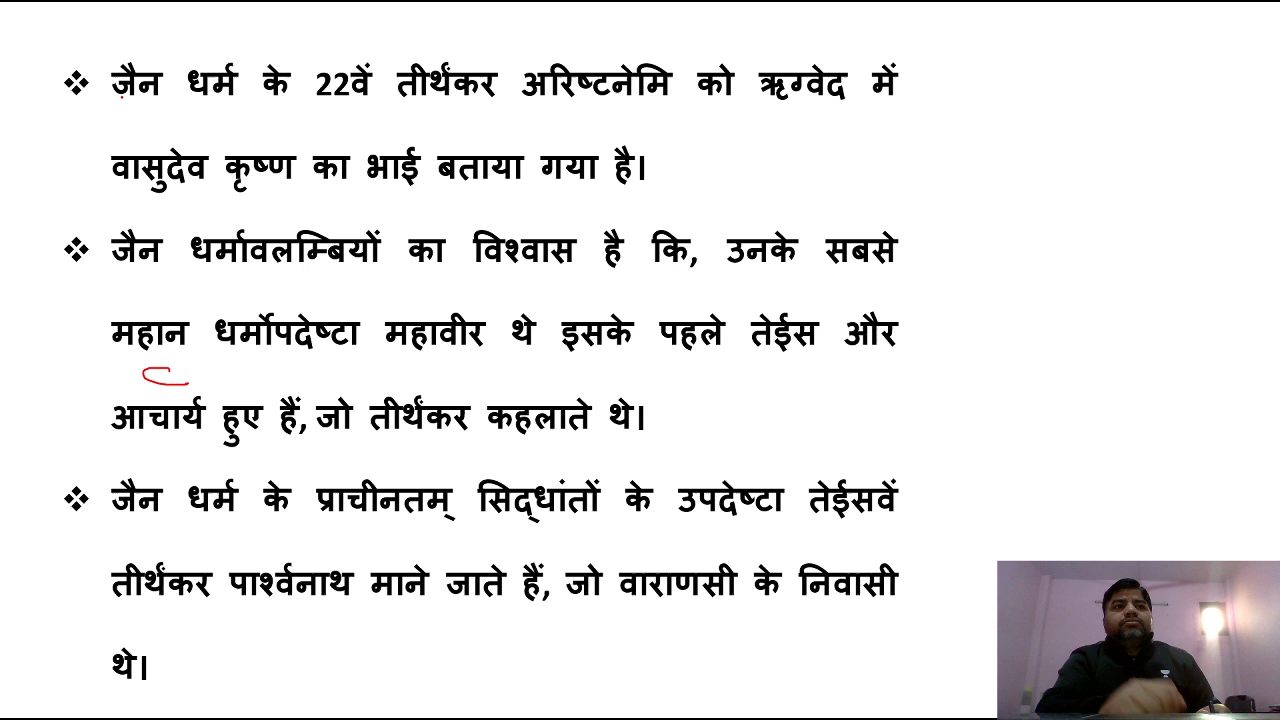 ❖ जैन धर्म के 22वें तीर्थंकर अरिष्टनेमि को ऋग्वेद में
वासुदेव कृष्ण का भाई बताया गया है।
❖ जैन धर्मावलम्बियों का विश्वास है कि, उनके सबसे
महान धर्मोपदेष्टा महावीर थे इसके पहले तेईस और
आचार्य हुए हैं, जो तीर्थंकर कहलाते थे।
❖ जैन धर्म के प्राचीनतम् सिद्धांतों के उपदेष्टा तेईसवें
तीर्थंकर पार्श्वनाथ माने जाते हैं, जो वाराणसी के निवासी
थे।